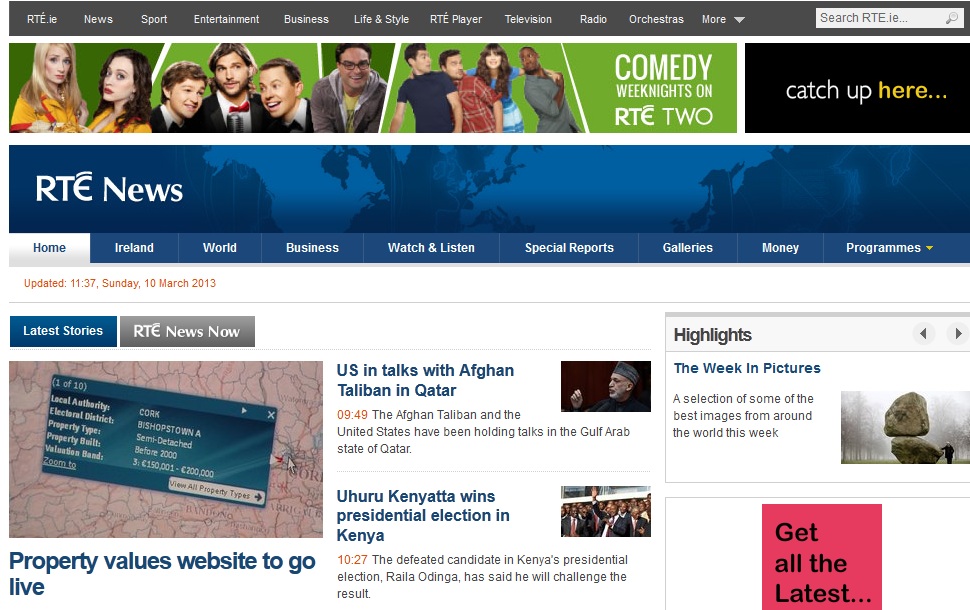 RTÉ.ie News Sport Entertainment Business Life & Style RTÉ Player Television Radio Orchestras More Search RTE.ie...
COMEDY
WEEKNIGHTS ON
RTÉ TWO
catch up here...
RTÉ News
Home Ireland World Business Watch & Listen Special Reports Galleries Money Programmes
Updated: 11:37, Sunday, 10 March 2013
Latest Stories RTÉ News Now
(1 of 10)
Local Authority: CORK
Electoral District: BISHOPSTOWN A
Property Type: Semi-Detached
Property Built: Before 2000
Valuation Band: 3: €150,001 - €200,000
Zoom to
View All Property Types
BANDON
Property values website to go
live
US in talks with Afghan
Taliban in Qatar
09:49 The Afghan Taliban and the
United States have been holding talks in the Gulf Arab
state of Qatar.
Uhuru Kenyatta wins
presidential election in
Kenya
10:27 The defeated candidate in Kenya's presidential
election, Raila Odinga, has said he will challenge the
result.
Highlights
The Week In Pictures
A selection of some of the
best images from around
the world this week
Get
all the
Latest...